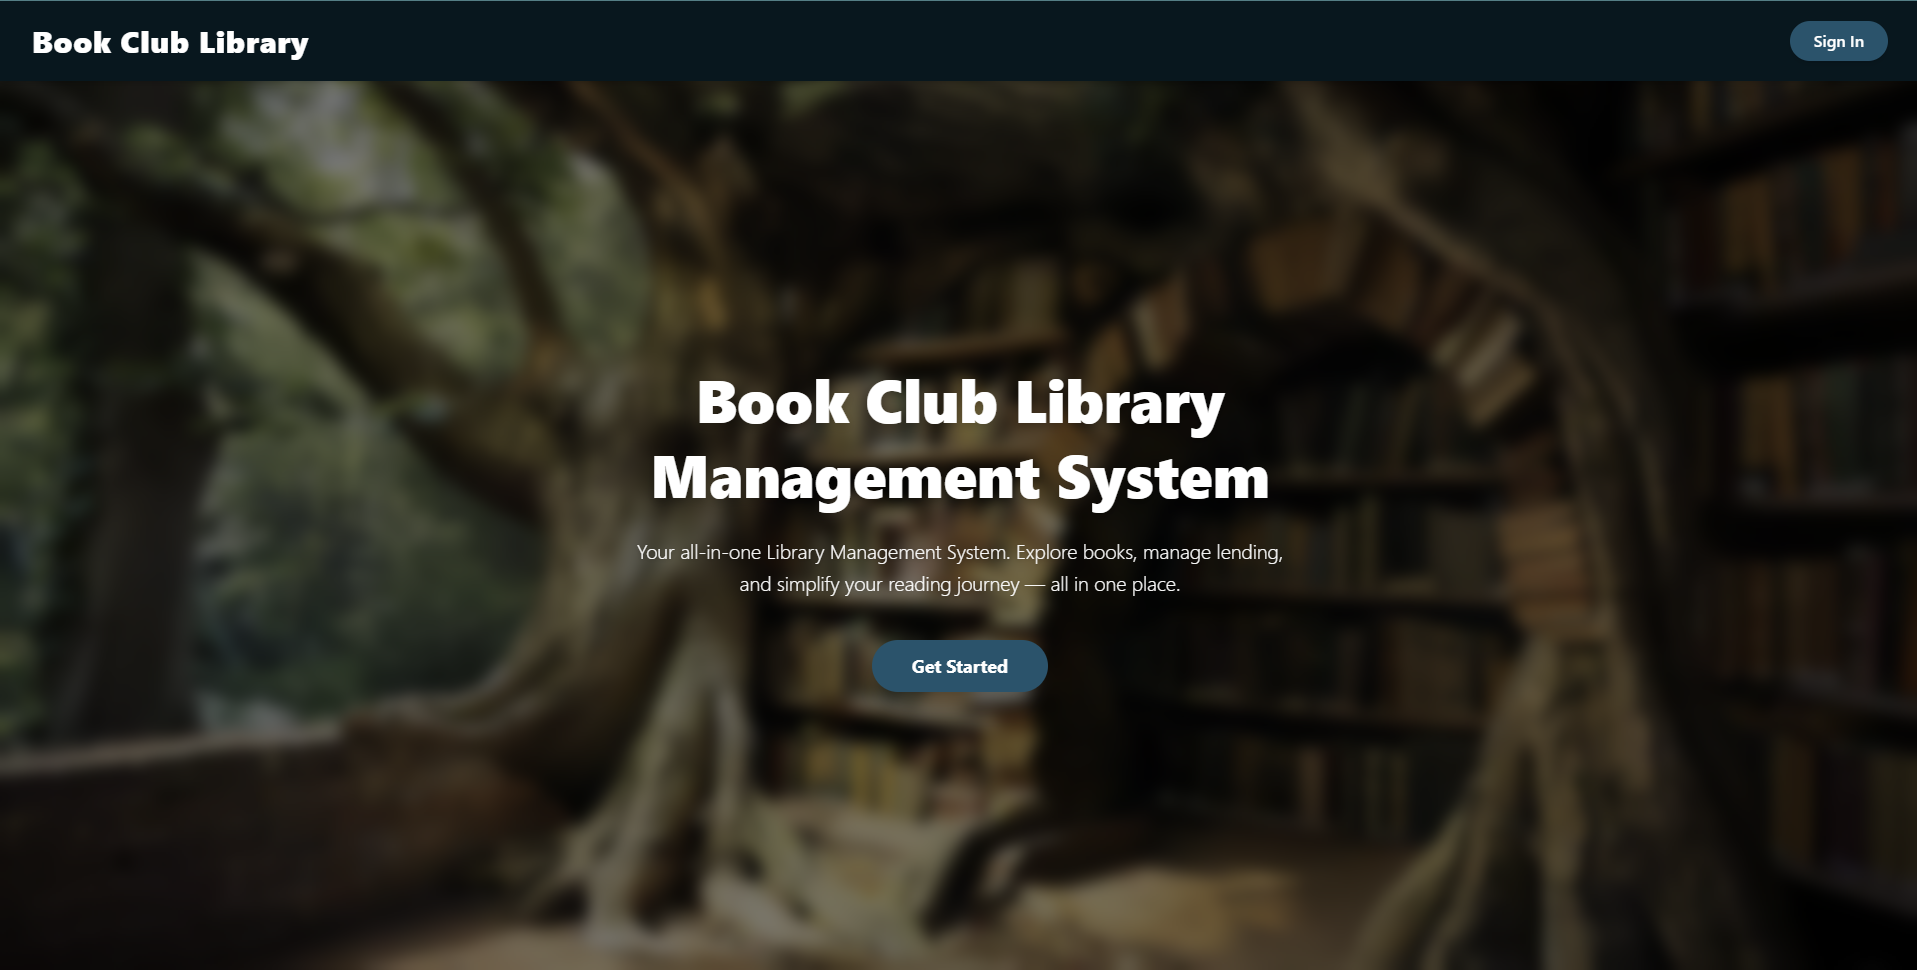 Book Club Library
Sign In
Book Club Library
Management System
Your all-in-one Library Management System. Explore books, manage lending,
and simplify your reading journey — all in one place.
Get Started